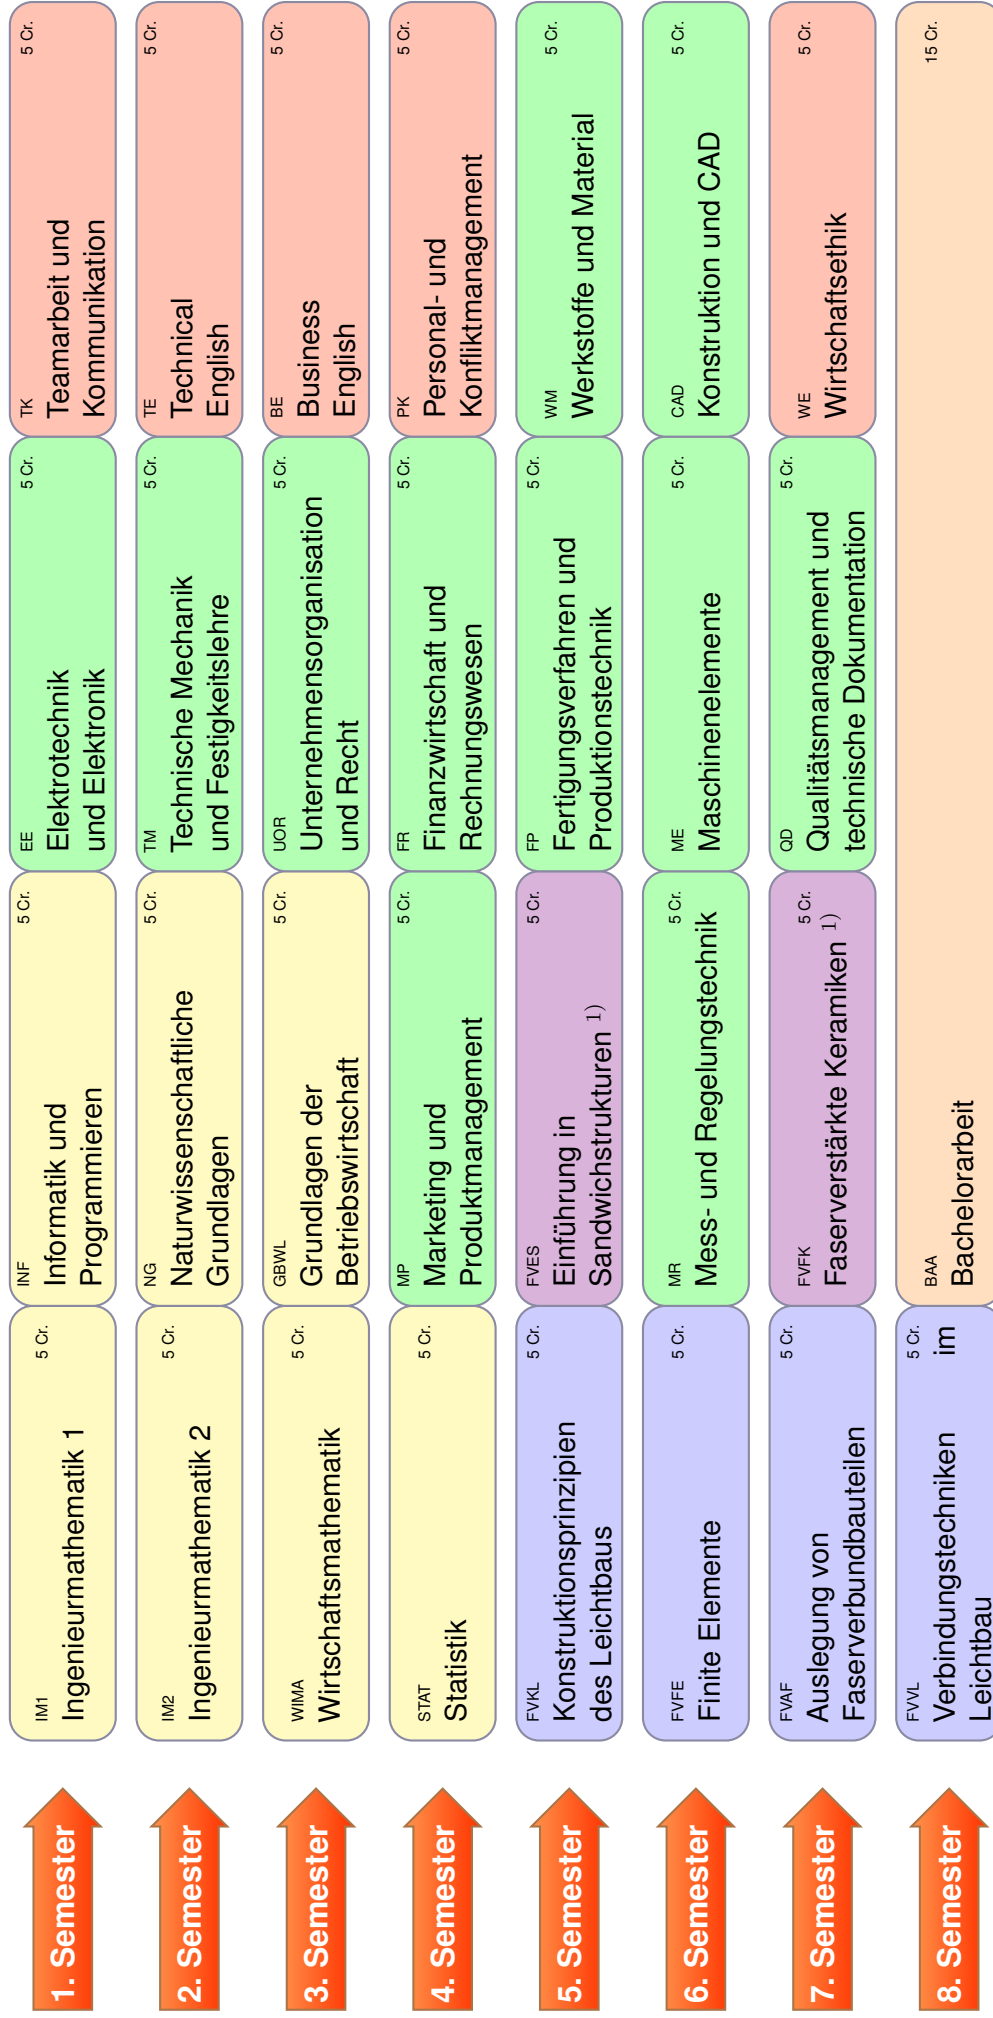 1. Semester
IM1
5 Cr.
Ingenieurmathematik 1
INF
5 Cr.
Informatik und
Programmieren
EE
5 Cr.
Elektrotechnik
und Elektronik
TK
5 Cr.
Teamarbeit und
Kommunikation
2. Semester
IM2
5 Cr.
Ingenieurmathematik 2
NG
5 Cr.
Naturwissenschaftliche
Grundlagen
TM
5 Cr.
Technische Mechanik
und Festigkeitslehre
TE
5 Cr.
Technical
English
3. Semester
WIMA
5 Cr.
Wirtschaftsmathematik
GBWL
5 Cr.
Grundlagen der
Betriebswirtschaft
UOR
5 Cr.
Unternehmensorganisation
und Recht
BE
5 Cr.
Business
English
4. Semester
STAT
5 Cr.
Statistik
MP
5 Cr.
Marketing und
Produktmanagement
FR
5 Cr.
Finanzwirtschaft und
Rechnungswesen
PK
5 Cr.
Personal- und
Konfliktmanagement
5. Semester
FVKL
5 Cr.
Konstruktionsprinzipien
des Leichtbaus
FVES
5 Cr.
Einführung in
Sandwichstrukturen 1)
FP
5 Cr.
Fertigungsverfahren und
Produktionstechnik
WM
5 Cr.
Werkstoffe und Material
6. Semester
FVFE
5 Cr.
Finite Elemente
MR
5 Cr.
Mess- und Regelungstechnik
ME
5 Cr.
Maschinenelemente
CAD
5 Cr.
Konstruktion und CAD
7. Semester
FVAF
5 Cr.
Auslegung von
Faserverbundbauteilen
FVFK
5 Cr.
Faserverstärkte Keramiken 1)
QD
5 Cr.
Qualitätsmanagement und
technische Dokumentation
WE
5 Cr.
Wirtschaftsethik
8. Semester
FVVL
5 Cr.
Verbindungstechniken im
Leichtbau
BAA
15 Cr.
Bachelorarbeit